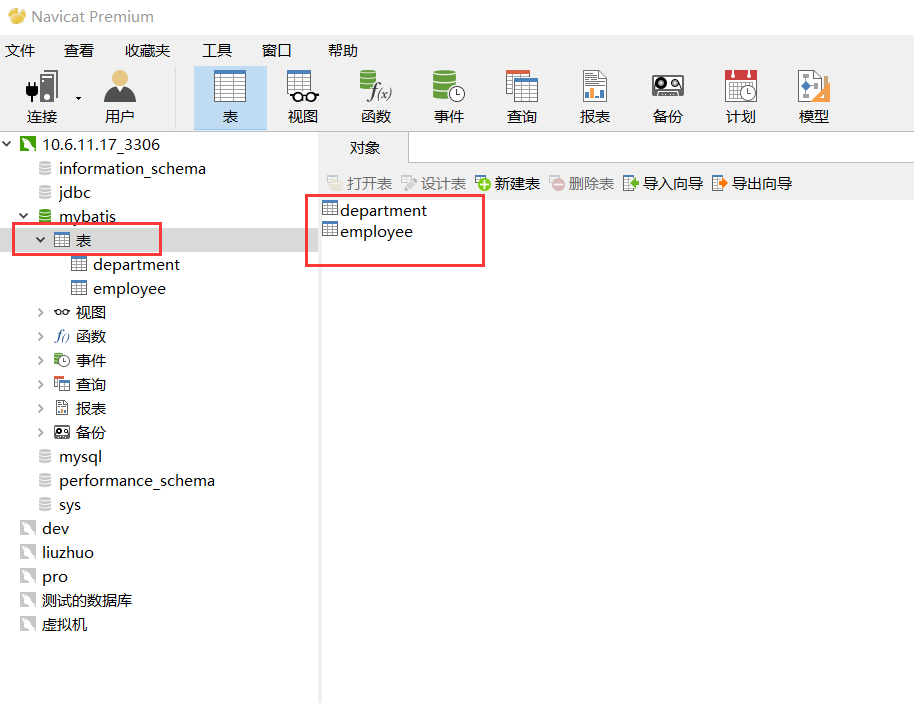 Navicat Premium
文件 查看 收藏夹 工具 窗口 帮助
连接 用户 表 视图 函数 事件 查询 报表 备份 计划 模型
10.6.11.17_3306
information_schema
jdbc
mybatis
表
department
employee
视图
函数
事件
查询
报表
备份
mysql
performance_schema
sys
dev
liuzhuo
pro
测试的数据库
虚拟机
对象
打开表 设计表 新建表 删除表 导入向导 导出向导
department
employee